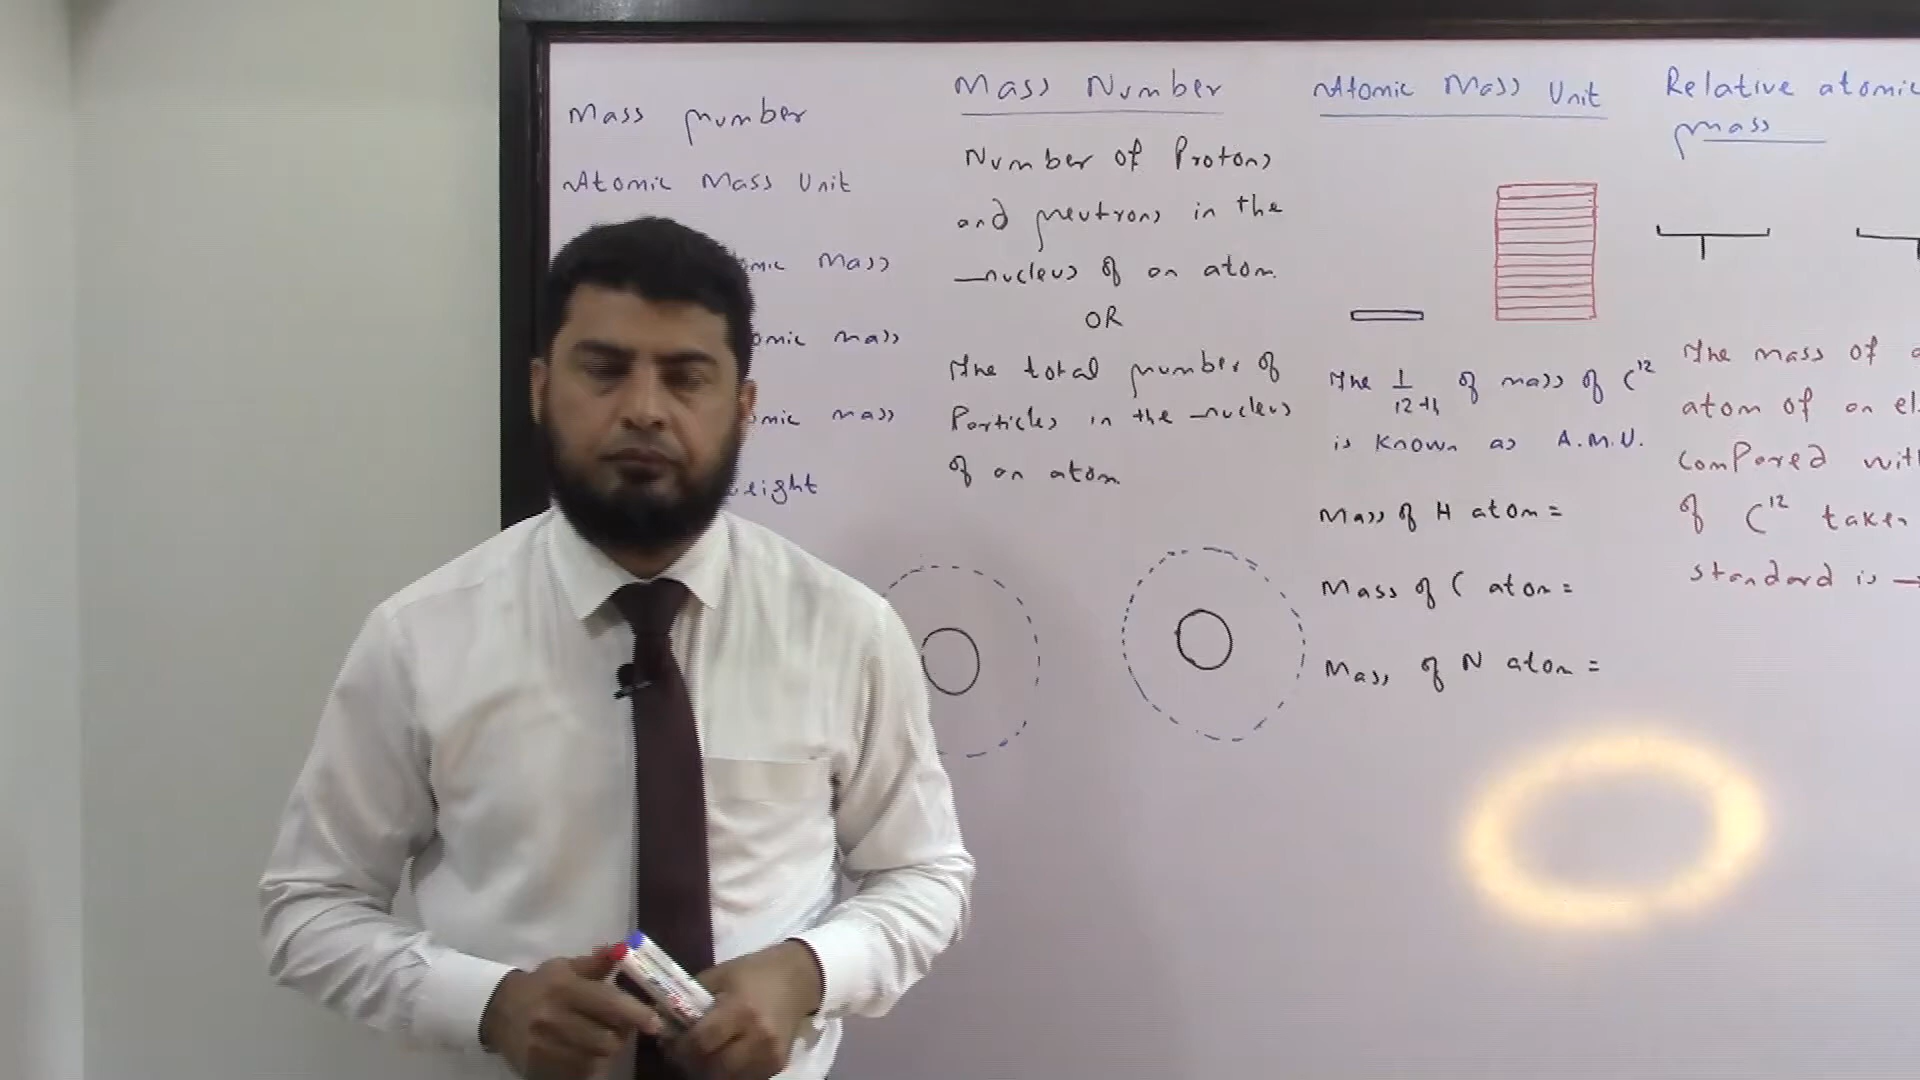 Mass number
Atomic Mass Unit
Mass
mass
mass
Mass Number
Number of Protons
and neutrons in the
nucleus of an atom
OR
The total number of
Particles in the nucleus
of an atom
Atomic Mass Unit
The 1/12th of mass of C¹²
is known as A.M.U.
Mass of H atom =
Mass of C atom =
Mass of N atom =
Relative atomic
mass
The mass of
atom of an
compared
of C¹² taken
standard is